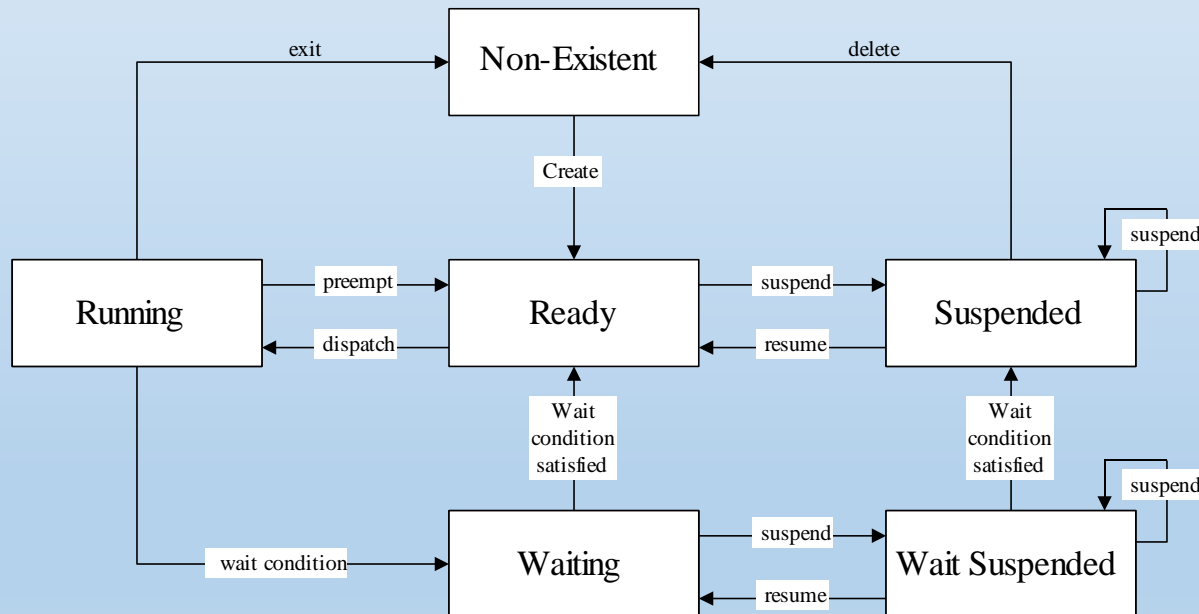 exit
Non-Existent
delete
Create
suspend
Running
preempt
dispatch
Ready
suspend
resume
Suspended
Wait
condition
satisfied
Wait
condition
satisfied
suspend
wait condition
Waiting
suspend
resume
Wait Suspended